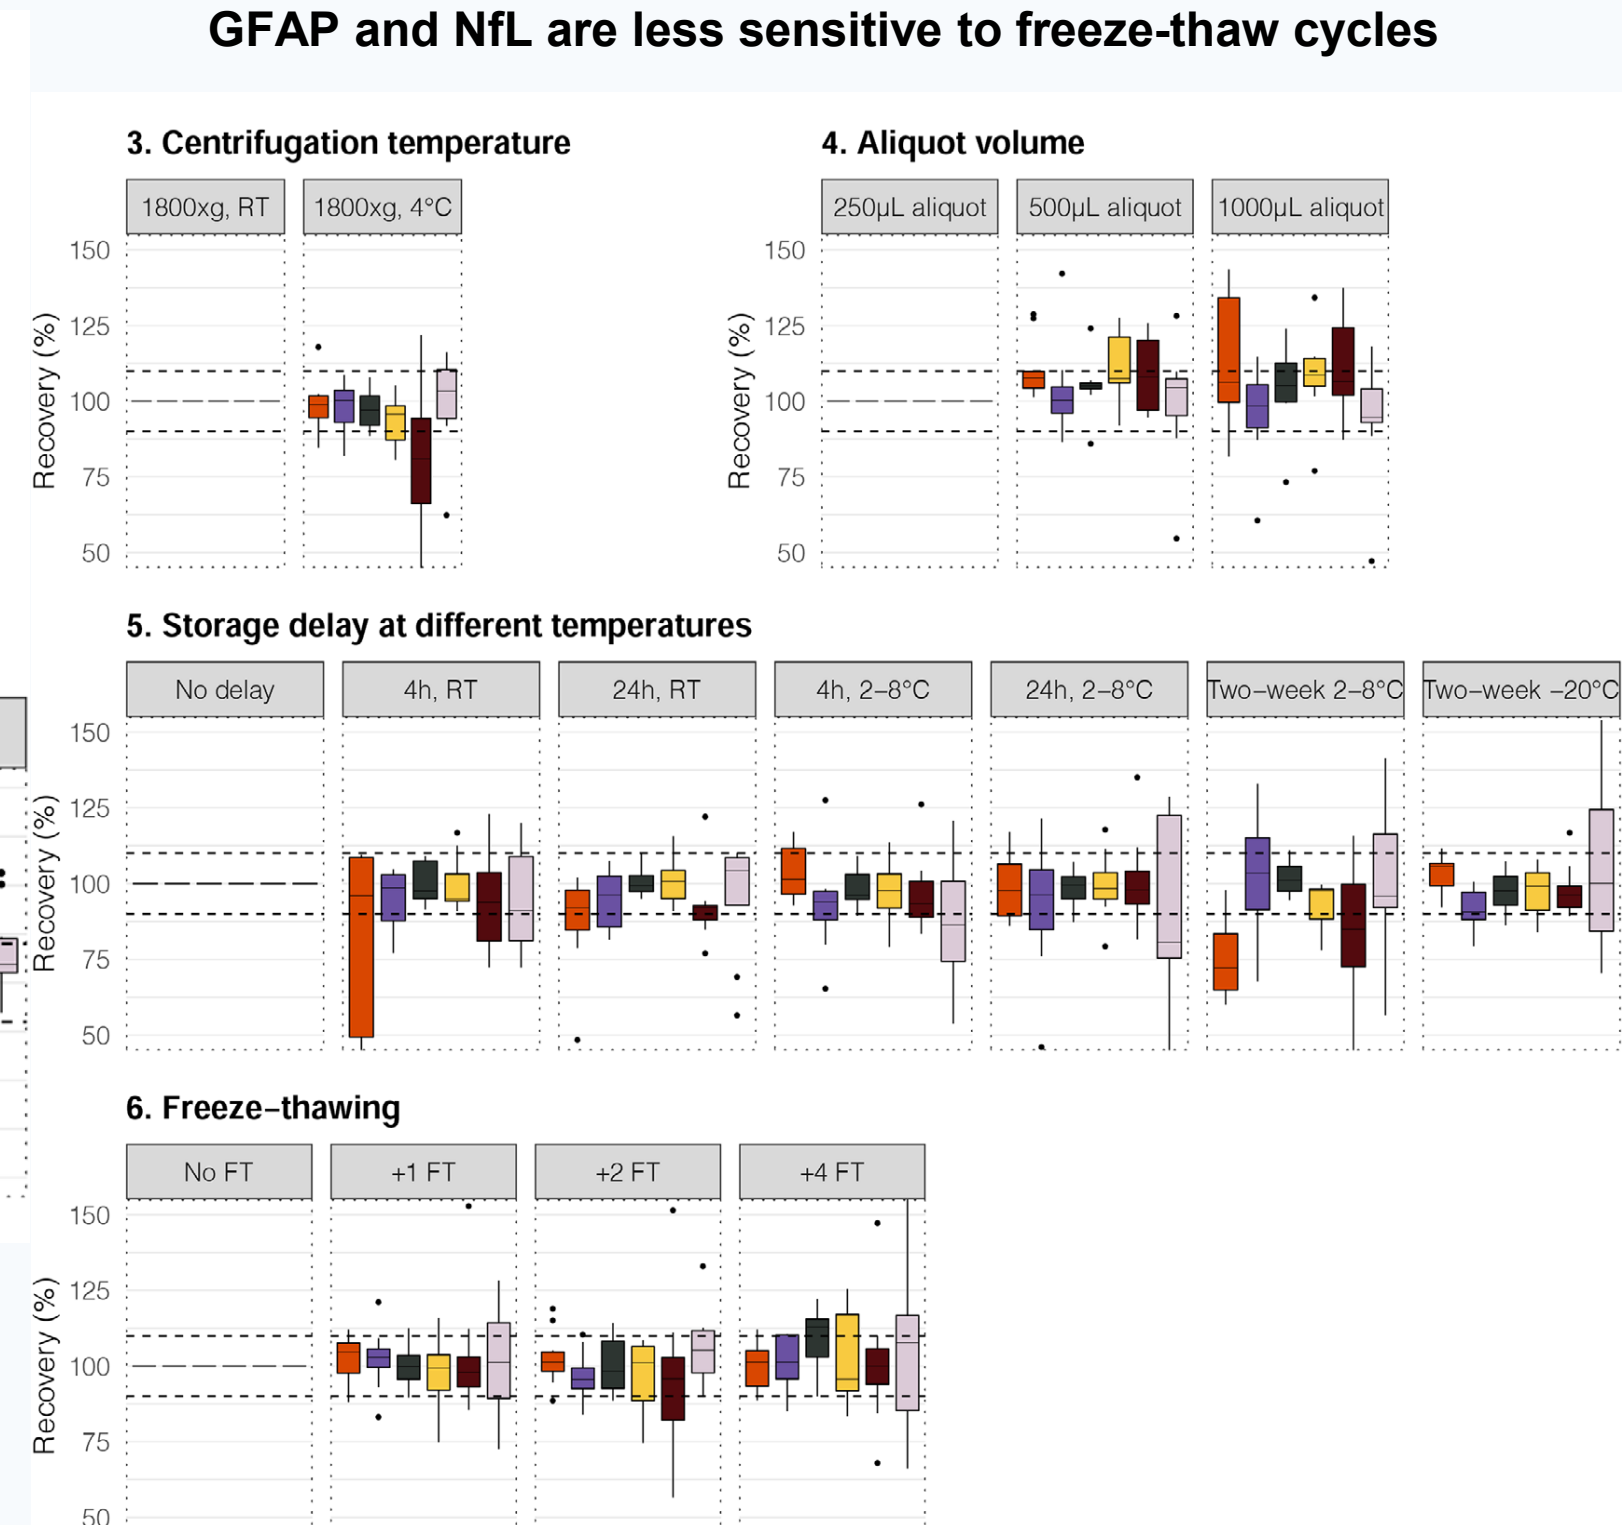 GFAP and NfL are less sensitive to freeze-thaw cycles
3. Centrifugation temperature
1800xg, RT
1800xg, 4°C
Recovery (%)
150
125
100
75
50
4. Aliquot volume
250µL aliquot
500µL aliquot
1000µL aliquot
Recovery (%)
150
125
100
75
50
5. Storage delay at different temperatures
No delay
4h, RT
24h, RT
4h, 2–8°C
24h, 2–8°C
Two–week 2–8°C
Two–week –20°C
Recovery (%)
150
125
100
75
50
6. Freeze–thawing
No FT
+1 FT
+2 FT
+4 FT
Recovery (%)
150
125
100
75
50